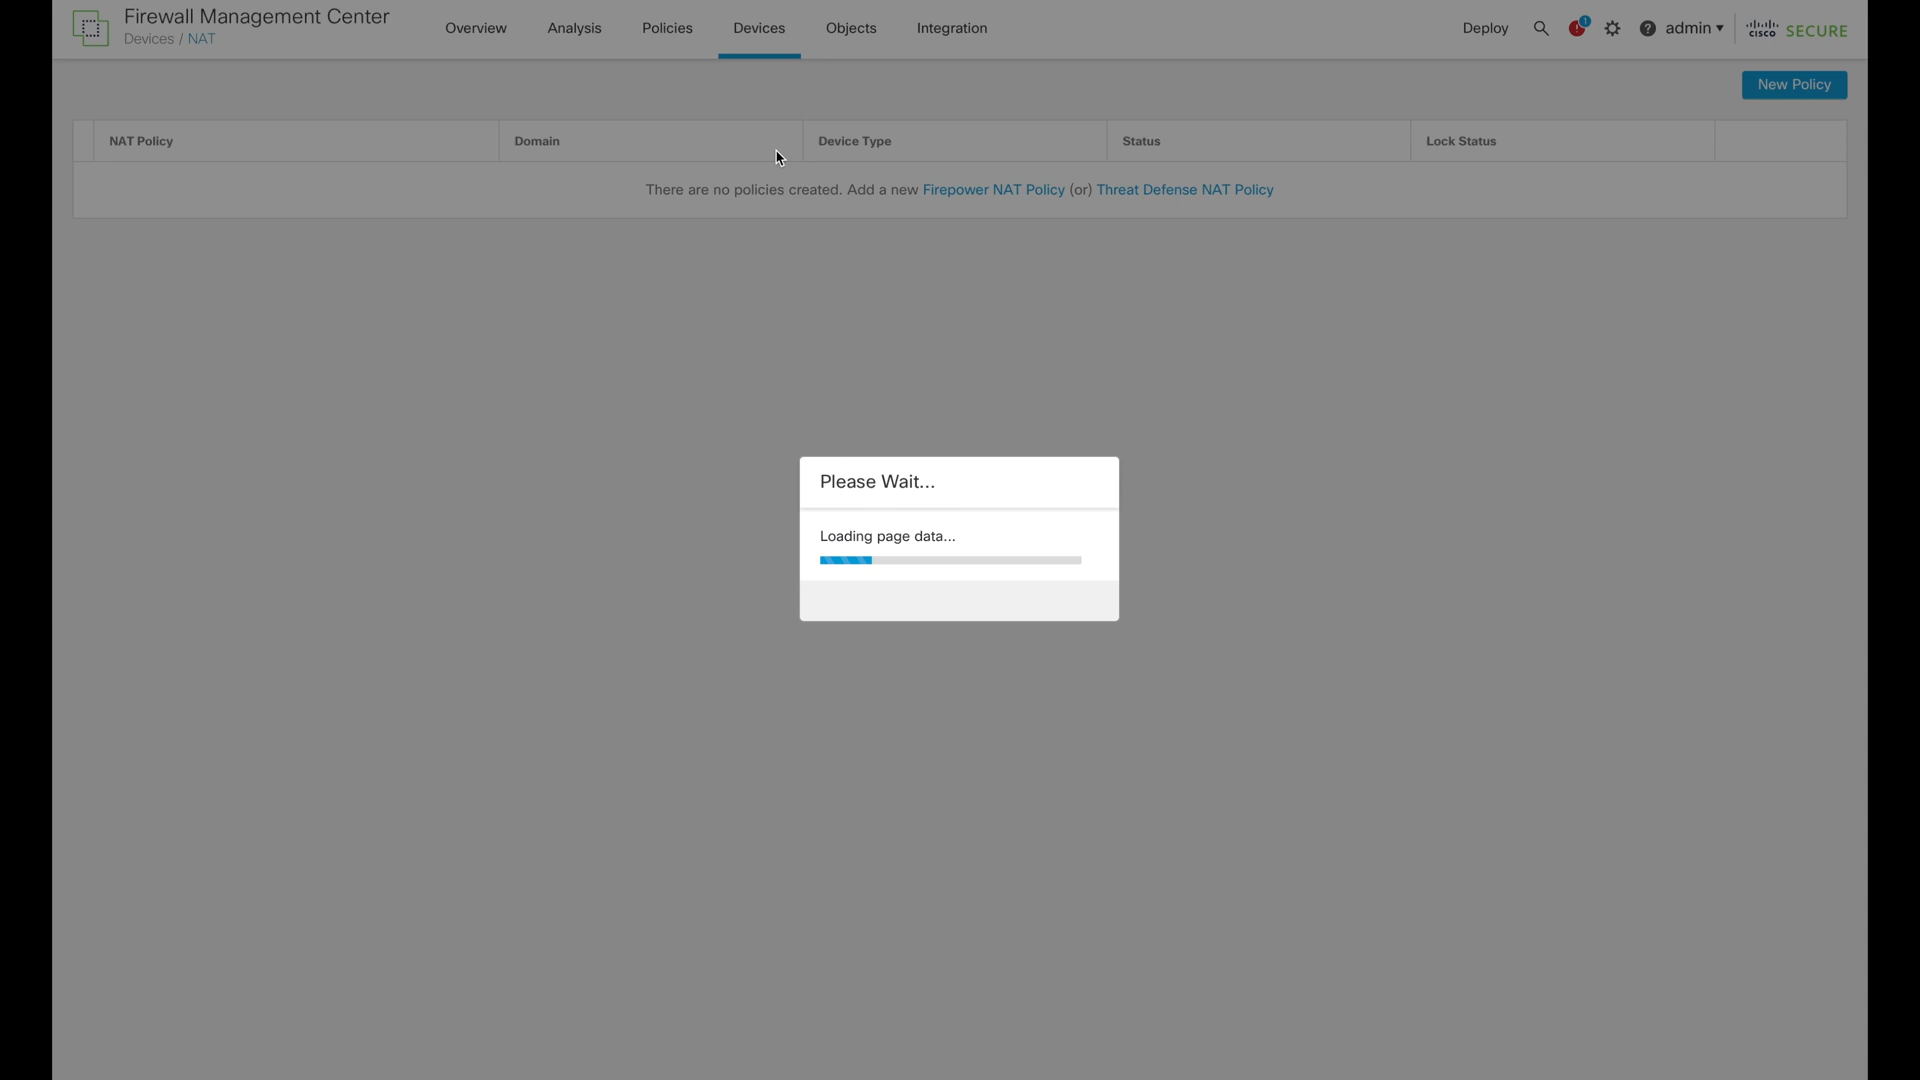 Firewall Management Center
Devices / NAT
Overview
Analysis
Policies
Devices
Objects
Integration
Deploy
1
admin
cisco SECURE
New Policy
NAT Policy
Domain
Device Type
Status
Lock Status
There are no policies created. Add a new Firepower NAT Policy (or) Threat Defense NAT Policy
Please Wait...
Loading page data...